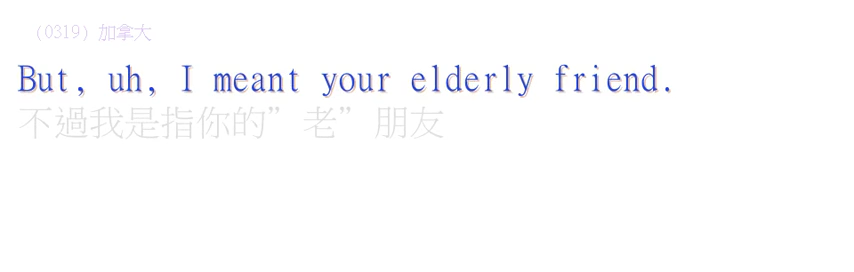 （0319）加拿大
But, uh, I meant your elderly friend.
不過我是指你的”老”朋友